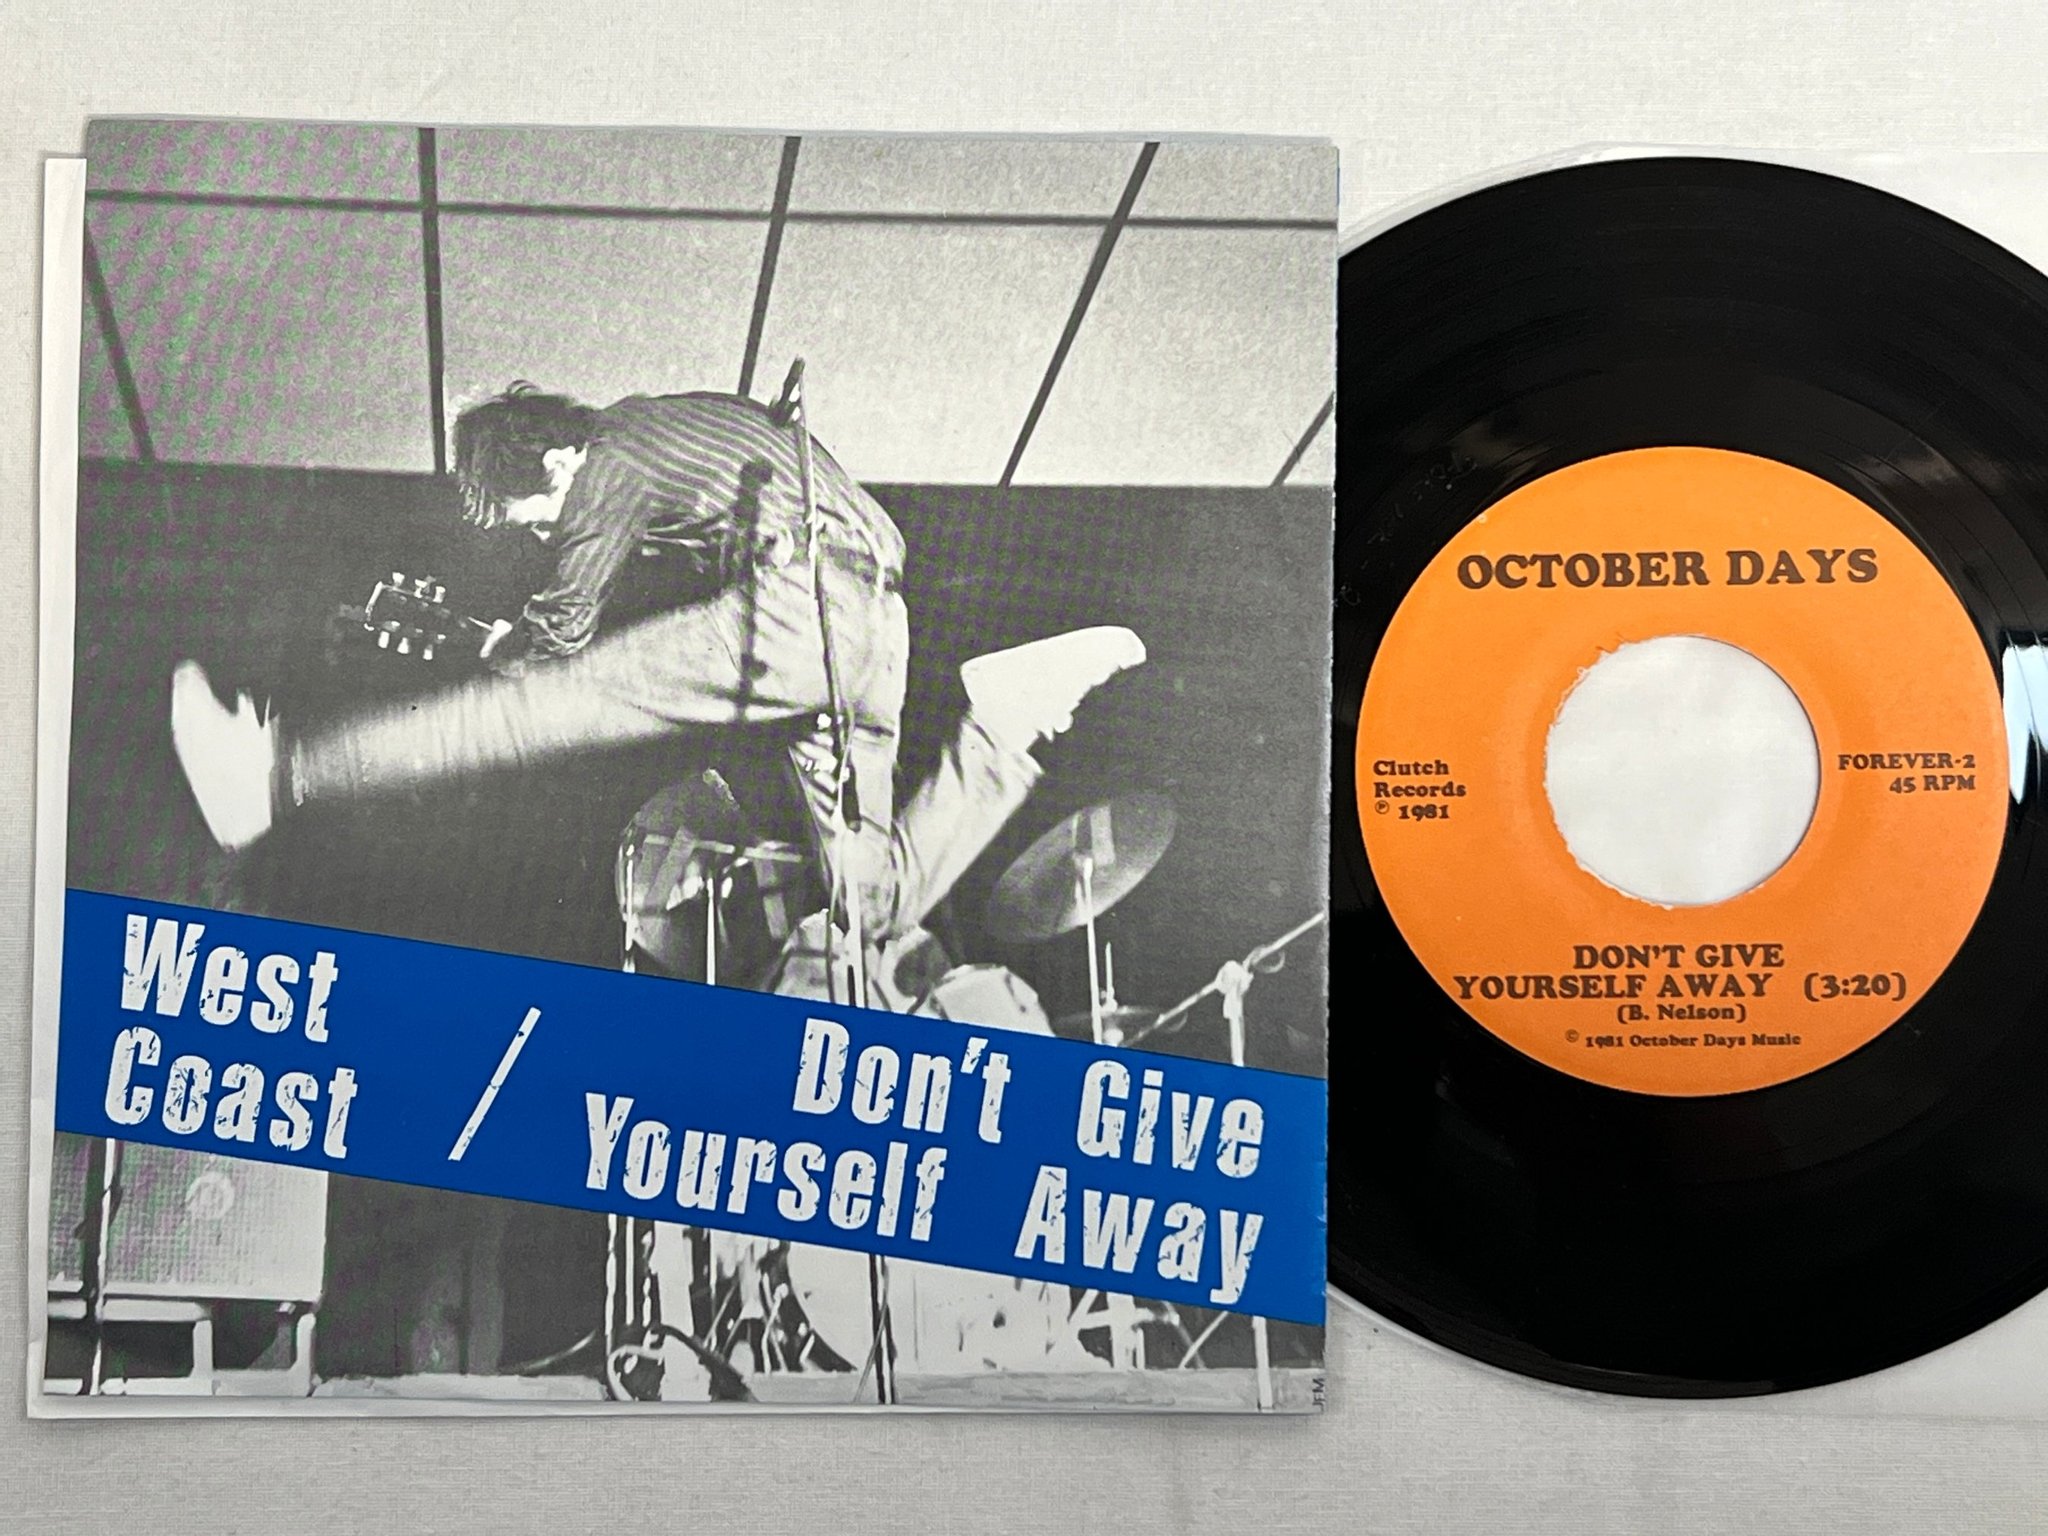 West
Coast
/
Don't Give
Yourself Away
JFM
OCTOBER DAYS
Clutch
Records
℗ 1981
FOREVER-2
45 RPM
DON'T GIVE
YOURSELF AWAY (3:20)
(B. Nelson)
© 1981 October Days Music